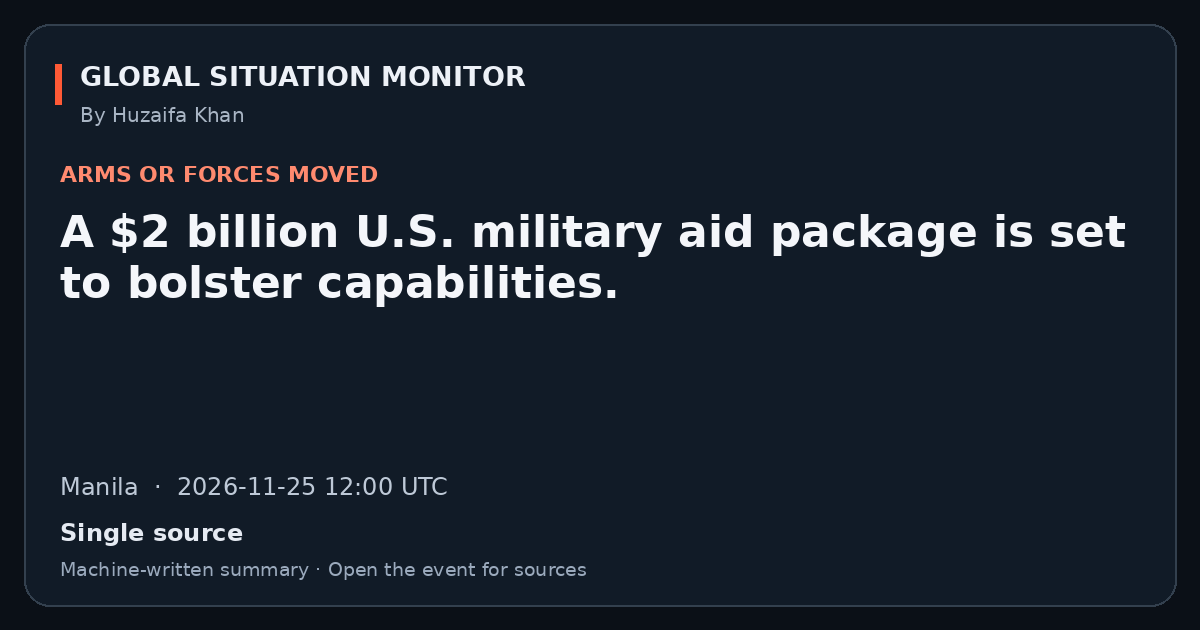 GLOBAL SITUATION MONITOR
By Huzaifa Khan
ARMS OR FORCES MOVED
A $2 billion U.S. military aid package is set
to bolster capabilities.
Manila · 2026-11-25 12:00 UTC
Single source
Machine-written summary · Open the event for sources